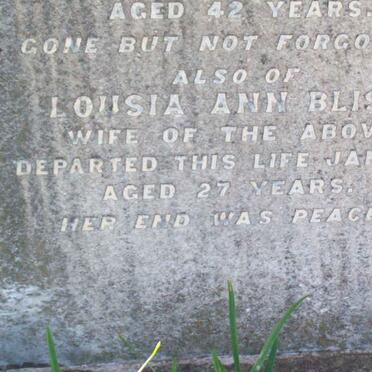 AGED 42 YEARS
GONE BUT NOT FORGO
ALSO OF
LOUSIA ANN BLIS
WIFE OF THE ABOV
DEPARTED THIS LIFE JAN
AGED 27 YEARS.
HER END WAS PEACE